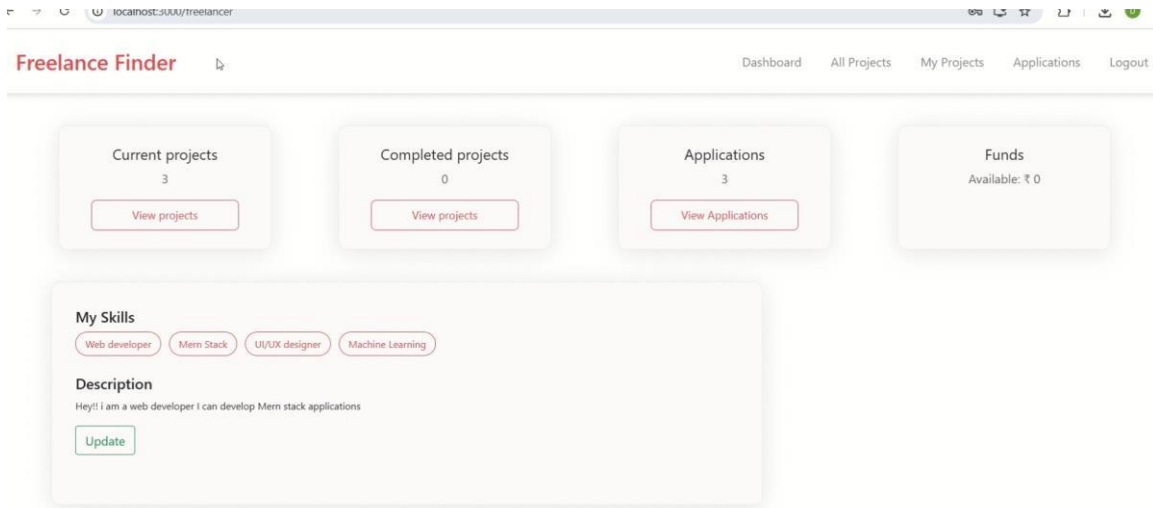 localhost:3000/freelancer
Freelance Finder
Dashboard All Projects My Projects Applications Logout
Current projects
3
View projects
Completed projects
0
View projects
Applications
3
View Applications
Funds
Available: ₹ 0
My Skills
Web developer Mern Stack UI/UX designer Machine Learning
Description
Hey!! i am a web developer I can develop Mern stack applications
Update